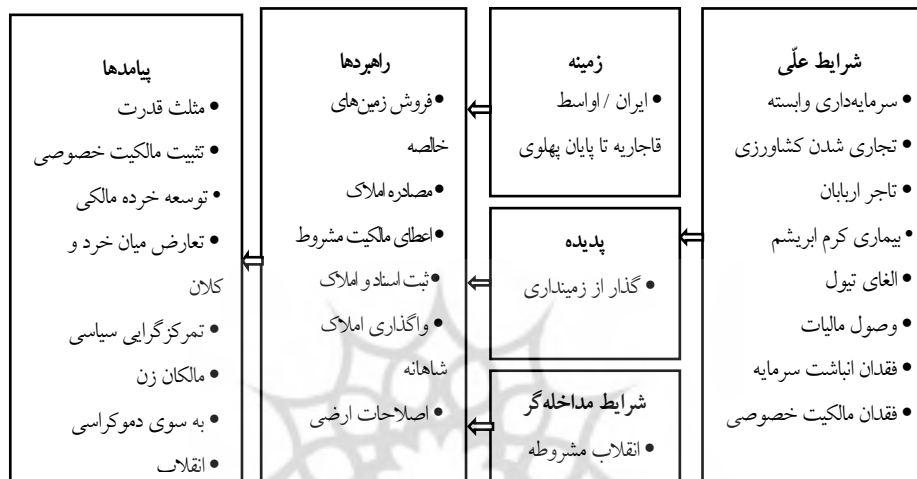 شرایط علّی
• سرمایه‌داری وابسته
• تجاری شدن کشاورزی
• تاجر اربابان
• بیماری کرم ابریشم
• الغای تیول
• وصول مالیات
• فقدان انباشت سرمایه
• فقدان مالکیت خصوصی
زمینه
• ایران / اواسط
قاجاریه تا پایان پهلوی
پدیده
• گذار از زمینداری
شرایط مداخله‌گر
• انقلاب مشروطه
راهبردها
• فروش زمین‌های
خالصه
• مصادره املاک
• اعطای مالکیت مشروط
• ثبت اسناد و املاک
• واگذاری املاک
شاهانه
• اصلاحات ارضی
پیامدها
• مثلث قدرت
• تثبیت مالکیت خصوصی
• توسعه خرده مالکی
• تعارض میان خرد و
کلان
• تمرکزگرایی سیاسی
• مالکان زن
• به سوی دموکراسی
• انقلاب